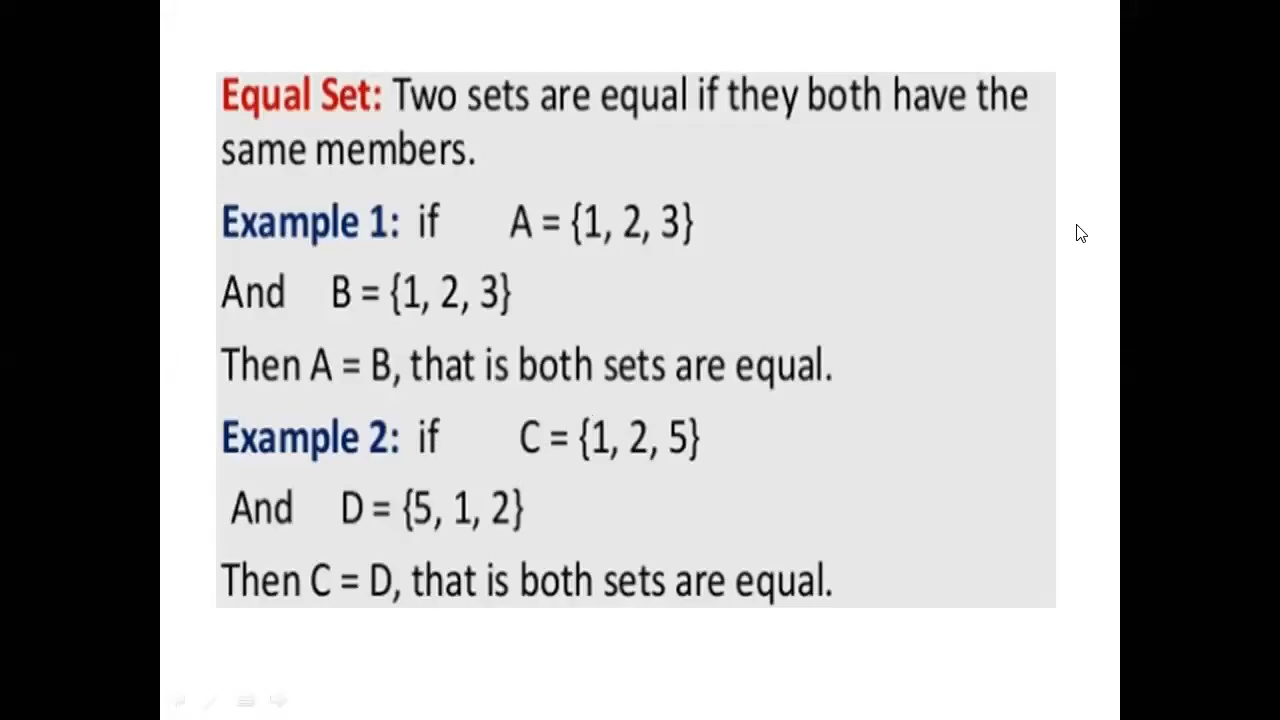 Equal Set: Two sets are equal if they both have the
same members.
Example 1: if A = {1, 2, 3}
And B = {1, 2, 3}
Then A = B, that is both sets are equal.
Example 2: if C = {1, 2, 5}
And D = {5, 1, 2}
Then C = D, that is both sets are equal.